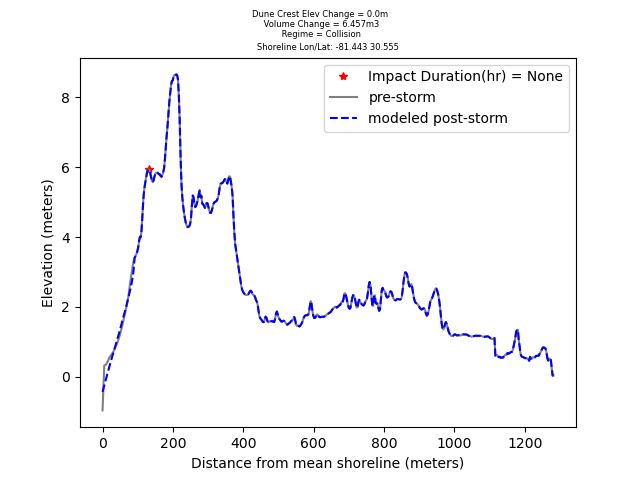 Dune Crest Elev Change = 0.0m
Volume Change = 6.457m3
Regime = Collision
Shoreline Lon/Lat: -81.443 30.555
Impact Duration(hr) = None
pre-storm
modeled post-storm
Elevation (meters)
8
6
4
2
0
0 200 400 600 800 1000 1200
Distance from mean shoreline (meters)